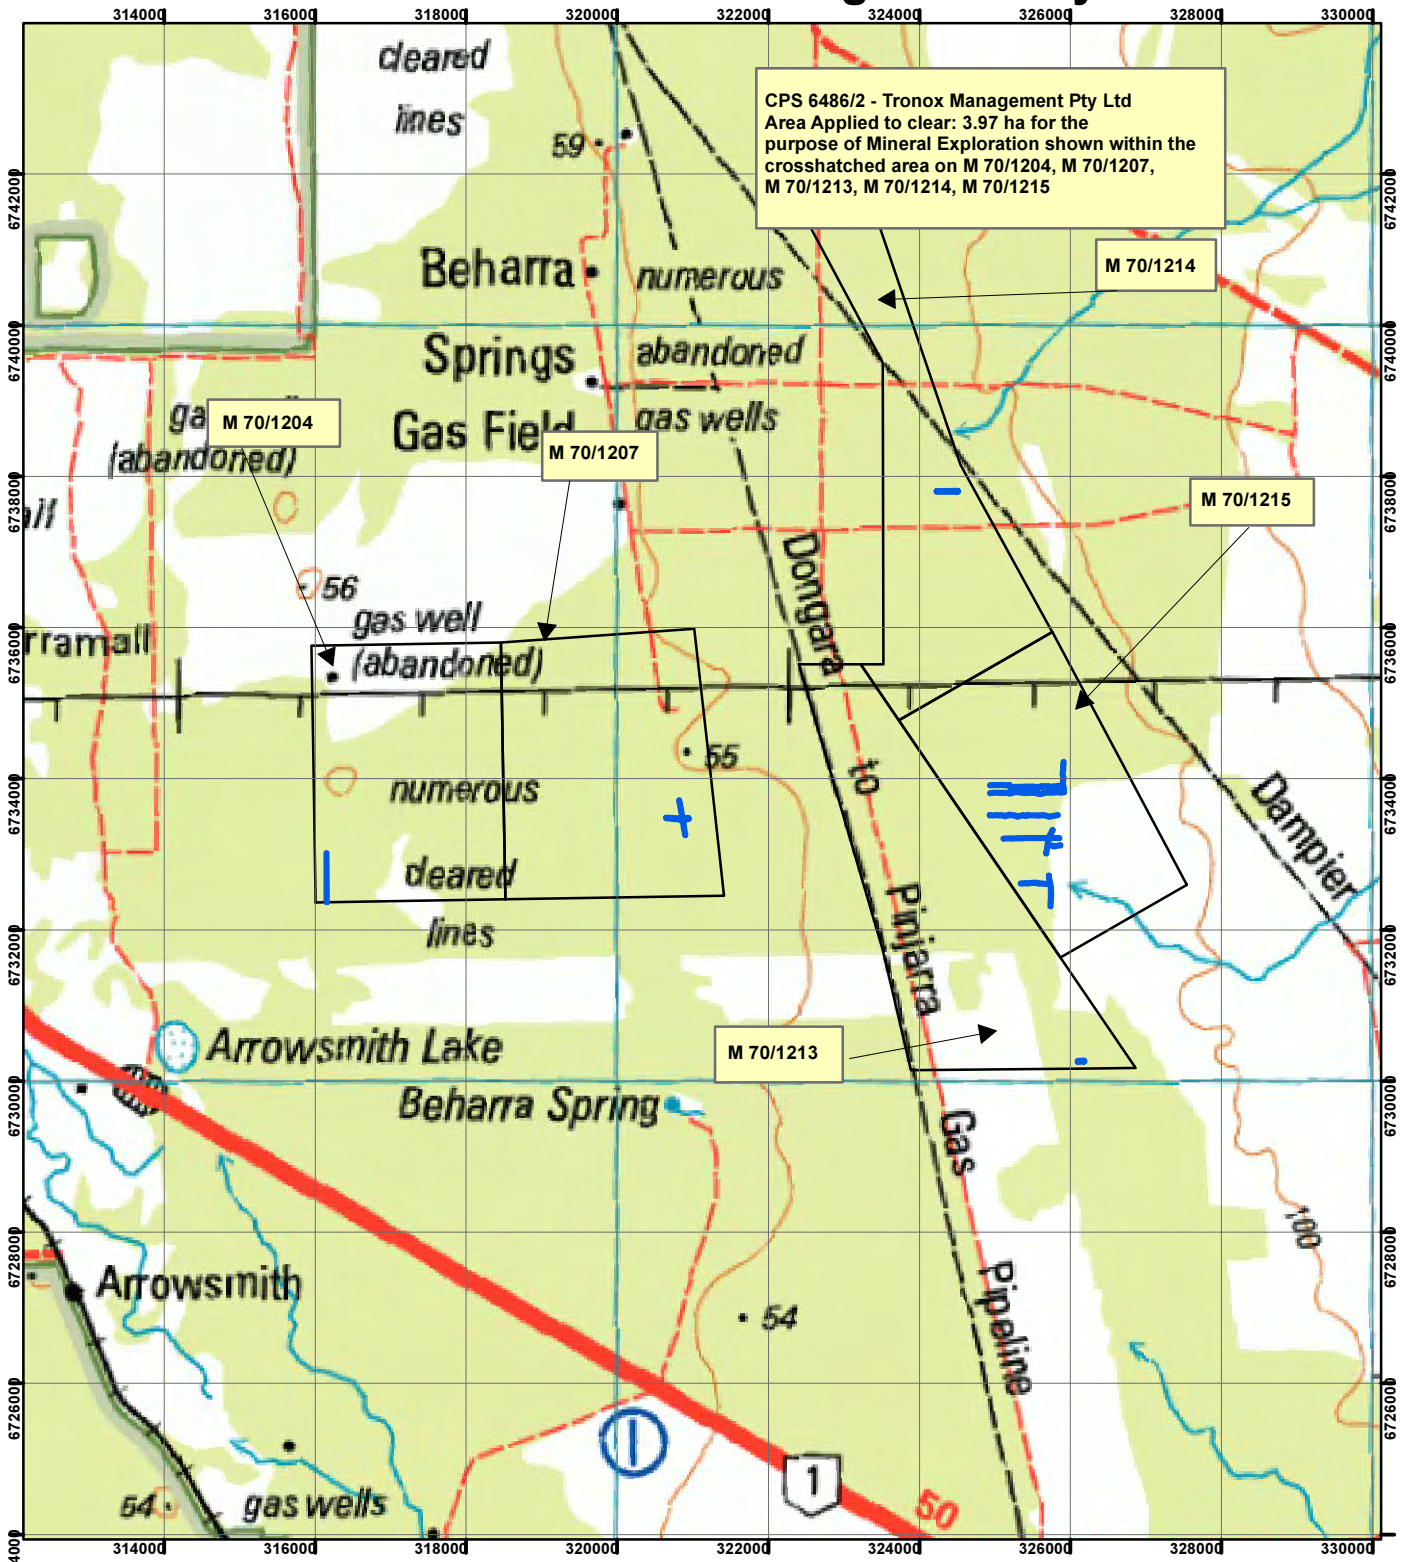 314000 316000 318000 320000 322000 324000 326000 328000 330000
cleared
lines
59
CPS 6486/2 - Tronox Management Pty Ltd
Area Applied to clear: 3.97 ha for the
purpose of Mineral Exploration shown within the
crosshatched area on M 70/1204, M 70/1207,
M 70/1213, M 70/1214, M 70/1215
6742000 6742000
M 70/1214
Beharra
Springs
Gas Field
numerous
abandoned
gas wells
6740000 6740000
M 70/1204
(abandoned)
M 70/1207
6738000 6738000
M 70/1215
56
gas well
(abandoned)
6736000 6736000
55
numerous
cleared
lines
6734000 6734000
Dongara
to
Pinjarra
Gas
Pipeline
Dampier
6732000 6732000
Arrowsmith Lake
M 70/1213
Beharra Spring
6730000 6730000
100
6728000 6728000
Arrowsmith
54
6726000 6726000
1
50
54
gas wells
314000 316000 318000 320000 322000 324000 326000 328000 330000